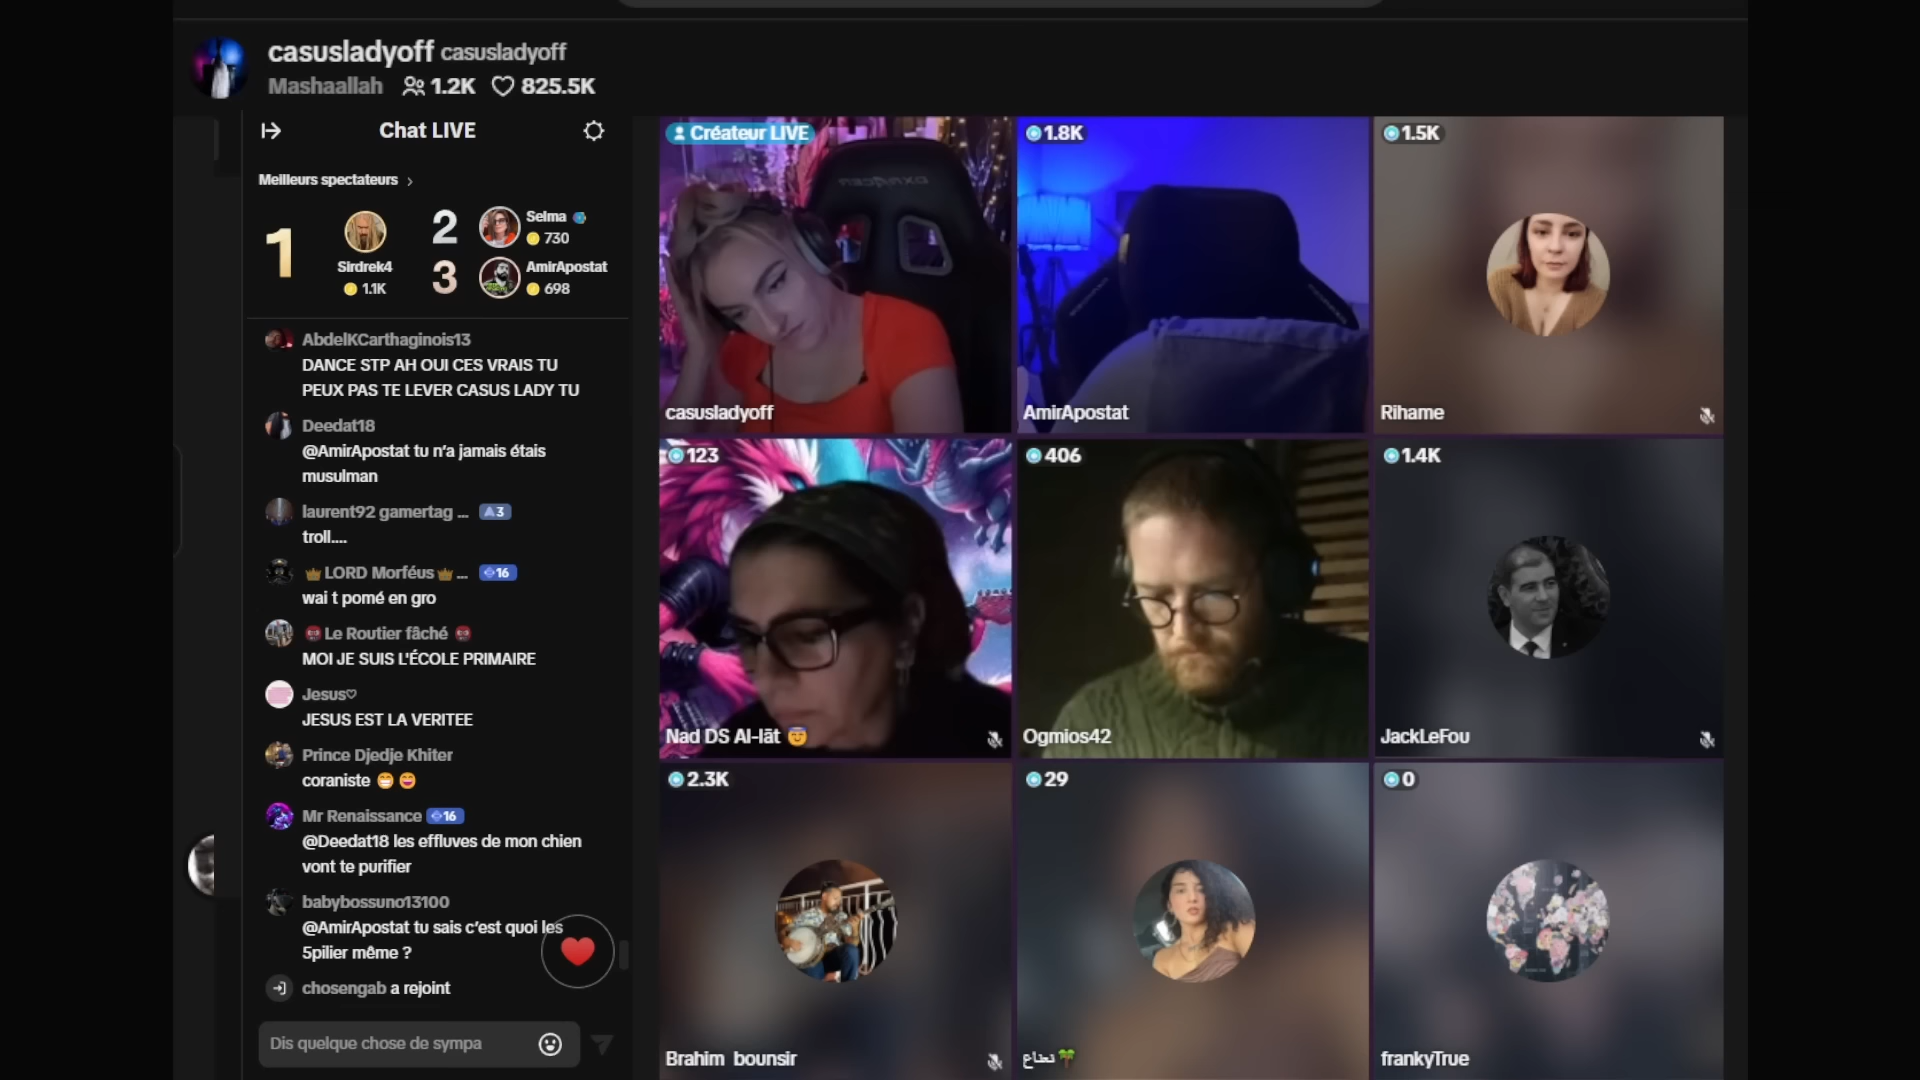 casusladyoff casusladyoff
Mashaallah 1.2K 825.5K
Chat LIVE
Meilleurs spectateurs
1
Sirdrek4
1.1K
2
Selma
730
3
AmirApostat
698
AbdelKCarthaginois13
DANCE STP AH OUI CES VRAIS TU
PEUX PAS TE LEVER CASUS LADY TU
Deedat18
@AmirApostat tu n'a jamais étais
musulman
laurent92 gamertag ... 3
troll....
LORD Morféus ... 16
wai t pomé en gro
Le Routier fâché
MOI JE SUIS L'ÉCOLE PRIMAIRE
Jesus♡
JESUS EST LA VERITEE
Prince Djedje Khiter
coraniste 😁 😄
Mr Renaissance 16
@Deedat18 les effluves de mon chien
vont te purifier
babybossuno13100
@AmirApostat tu sais c'est quoi les
5pilier même ?
chosengab a rejoint
Dis quelque chose de sympa
Créateur LIVE
DXRACER
casusladyoff
1.8K
AmirApostat
1.5K
Rihame
123
Nad DS Al-lāt 😇
406
Ogmios42
1.4K
JackLeFou
2.3K
Brahim bounsir
29
نعناع🌴
0
frankyTrue